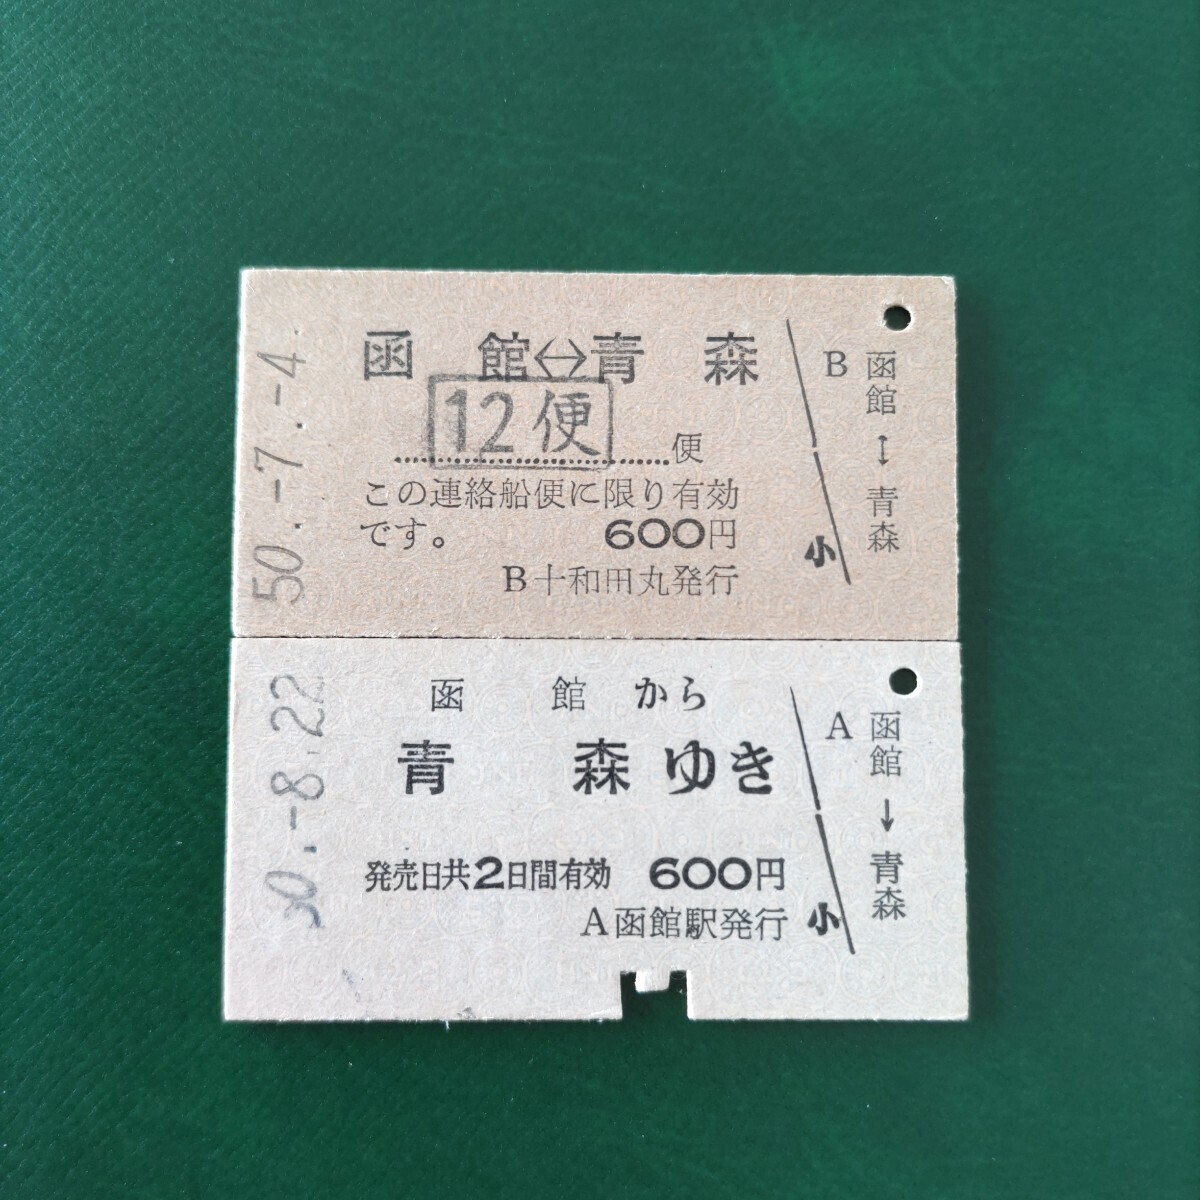 50.-7.-4.
函館↔青森
12便
便
この連絡船便に限り有効
です。 600円
B十和田丸発行
小
B
函館↔青森
50.-8.22
函館から
青森ゆき
発売日共2日間有効 600円
A函館駅発行
小
A
函館→青森